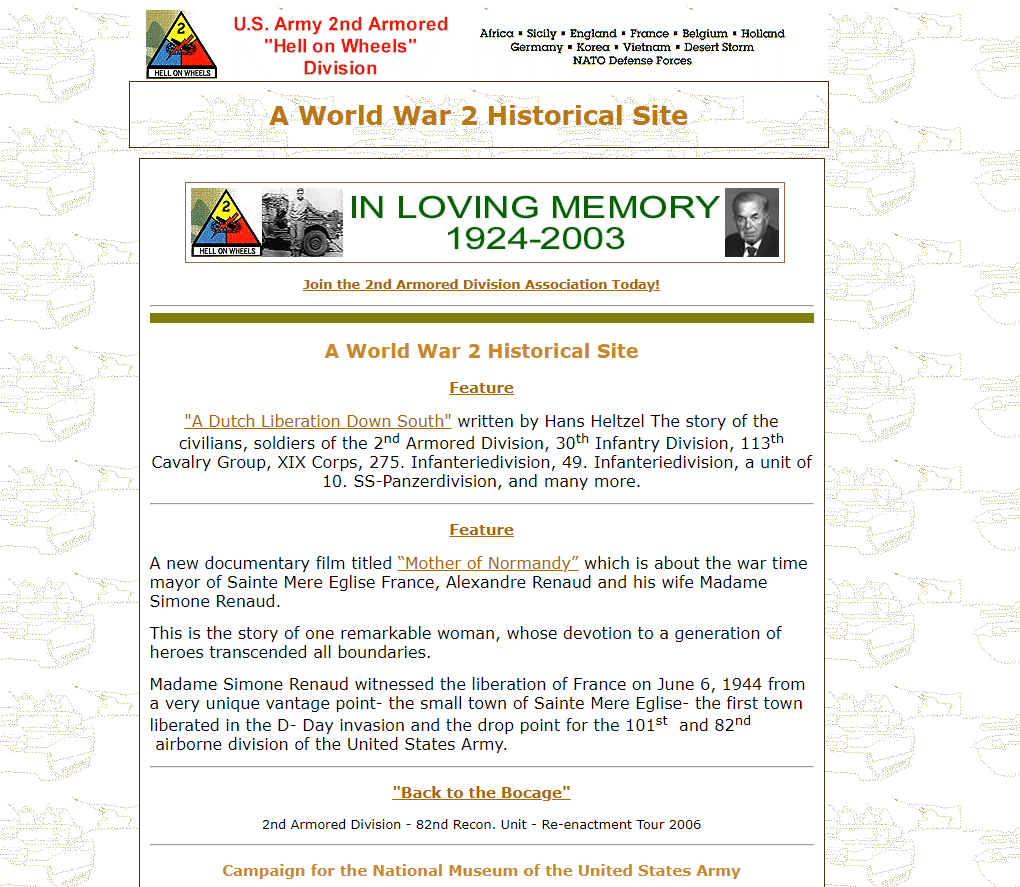 2
HELL ON WHEELS
U.S. Army 2nd Armored
"Hell on Wheels"
Division
Africa ▪ Sicily ▪ England ▪ France ▪ Belgium ▪ Holland
Germany ▪ Korea ▪ Vietnam ▪ Desert Storm
NATO Defense Forces
A World War 2 Historical Site
2
HELL ON WHEELS
IN LOVING MEMORY
1924-2003
Join the 2nd Armored Division Association Today!
A World War 2 Historical Site
Feature
"A Dutch Liberation Down South" written by Hans Heltzel The story of the
civilians, soldiers of the 2nd Armored Division, 30th Infantry Division, 113th
Cavalry Group, XIX Corps, 275. Infanteriedivision, 49. Infanteriedivision, a unit of
10. SS-Panzerdivision, and many more.
Feature
A new documentary film titled “Mother of Normandy” which is about the war time
mayor of Sainte Mere Eglise France, Alexandre Renaud and his wife Madame
Simone Renaud.
This is the story of one remarkable woman, whose devotion to a generation of
heroes transcended all boundaries.
Madame Simone Renaud witnessed the liberation of France on June 6, 1944 from
a very unique vantage point- the small town of Sainte Mere Eglise- the first town
liberated in the D- Day invasion and the drop point for the 101st  and 82nd
airborne division of the United States Army.
"Back to the Bocage"
2nd Armored Division - 82nd Recon. Unit - Re-enactment Tour 2006
Campaign for the National Museum of the United States Army